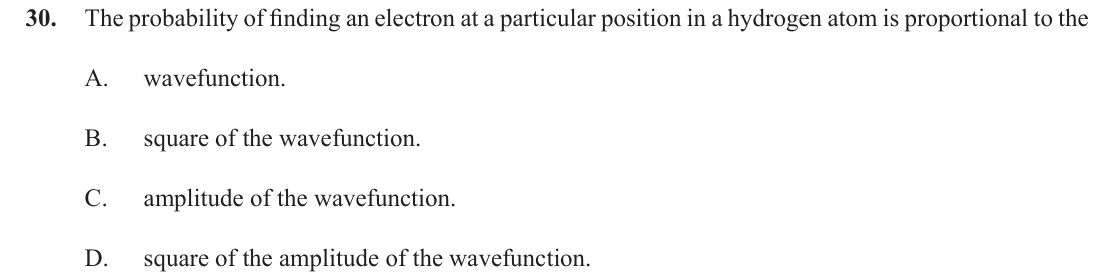 30. The probability of finding an electron at a particular position in a hydrogen atom is proportional to the
A. wavefunction.
B. square of the wavefunction.
C. amplitude of the wavefunction.
D. square of the amplitude of the wavefunction.